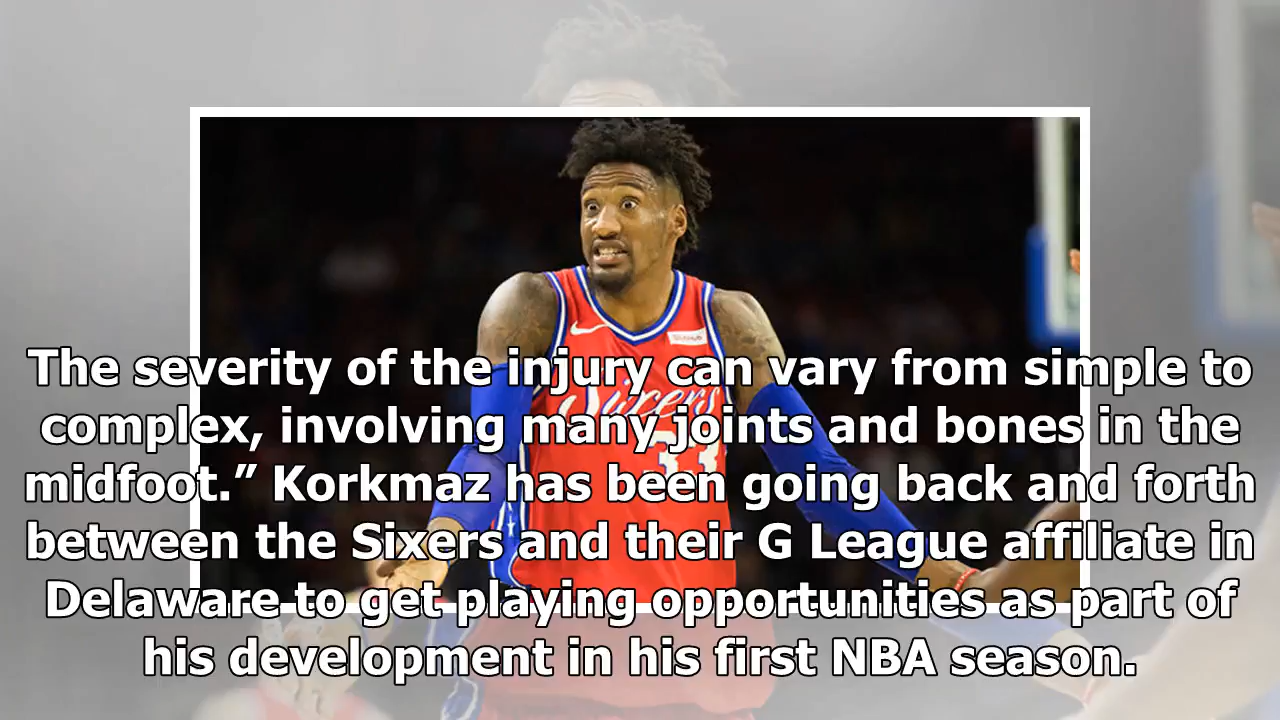 The severity of the injury can vary from simple to
complex, involving many joints and bones in the
midfoot.” Korkmaz has been going back and forth
between the Sixers and their G League affiliate in
Delaware to get playing opportunities as part of
his development in his first NBA season.
Sixers
33